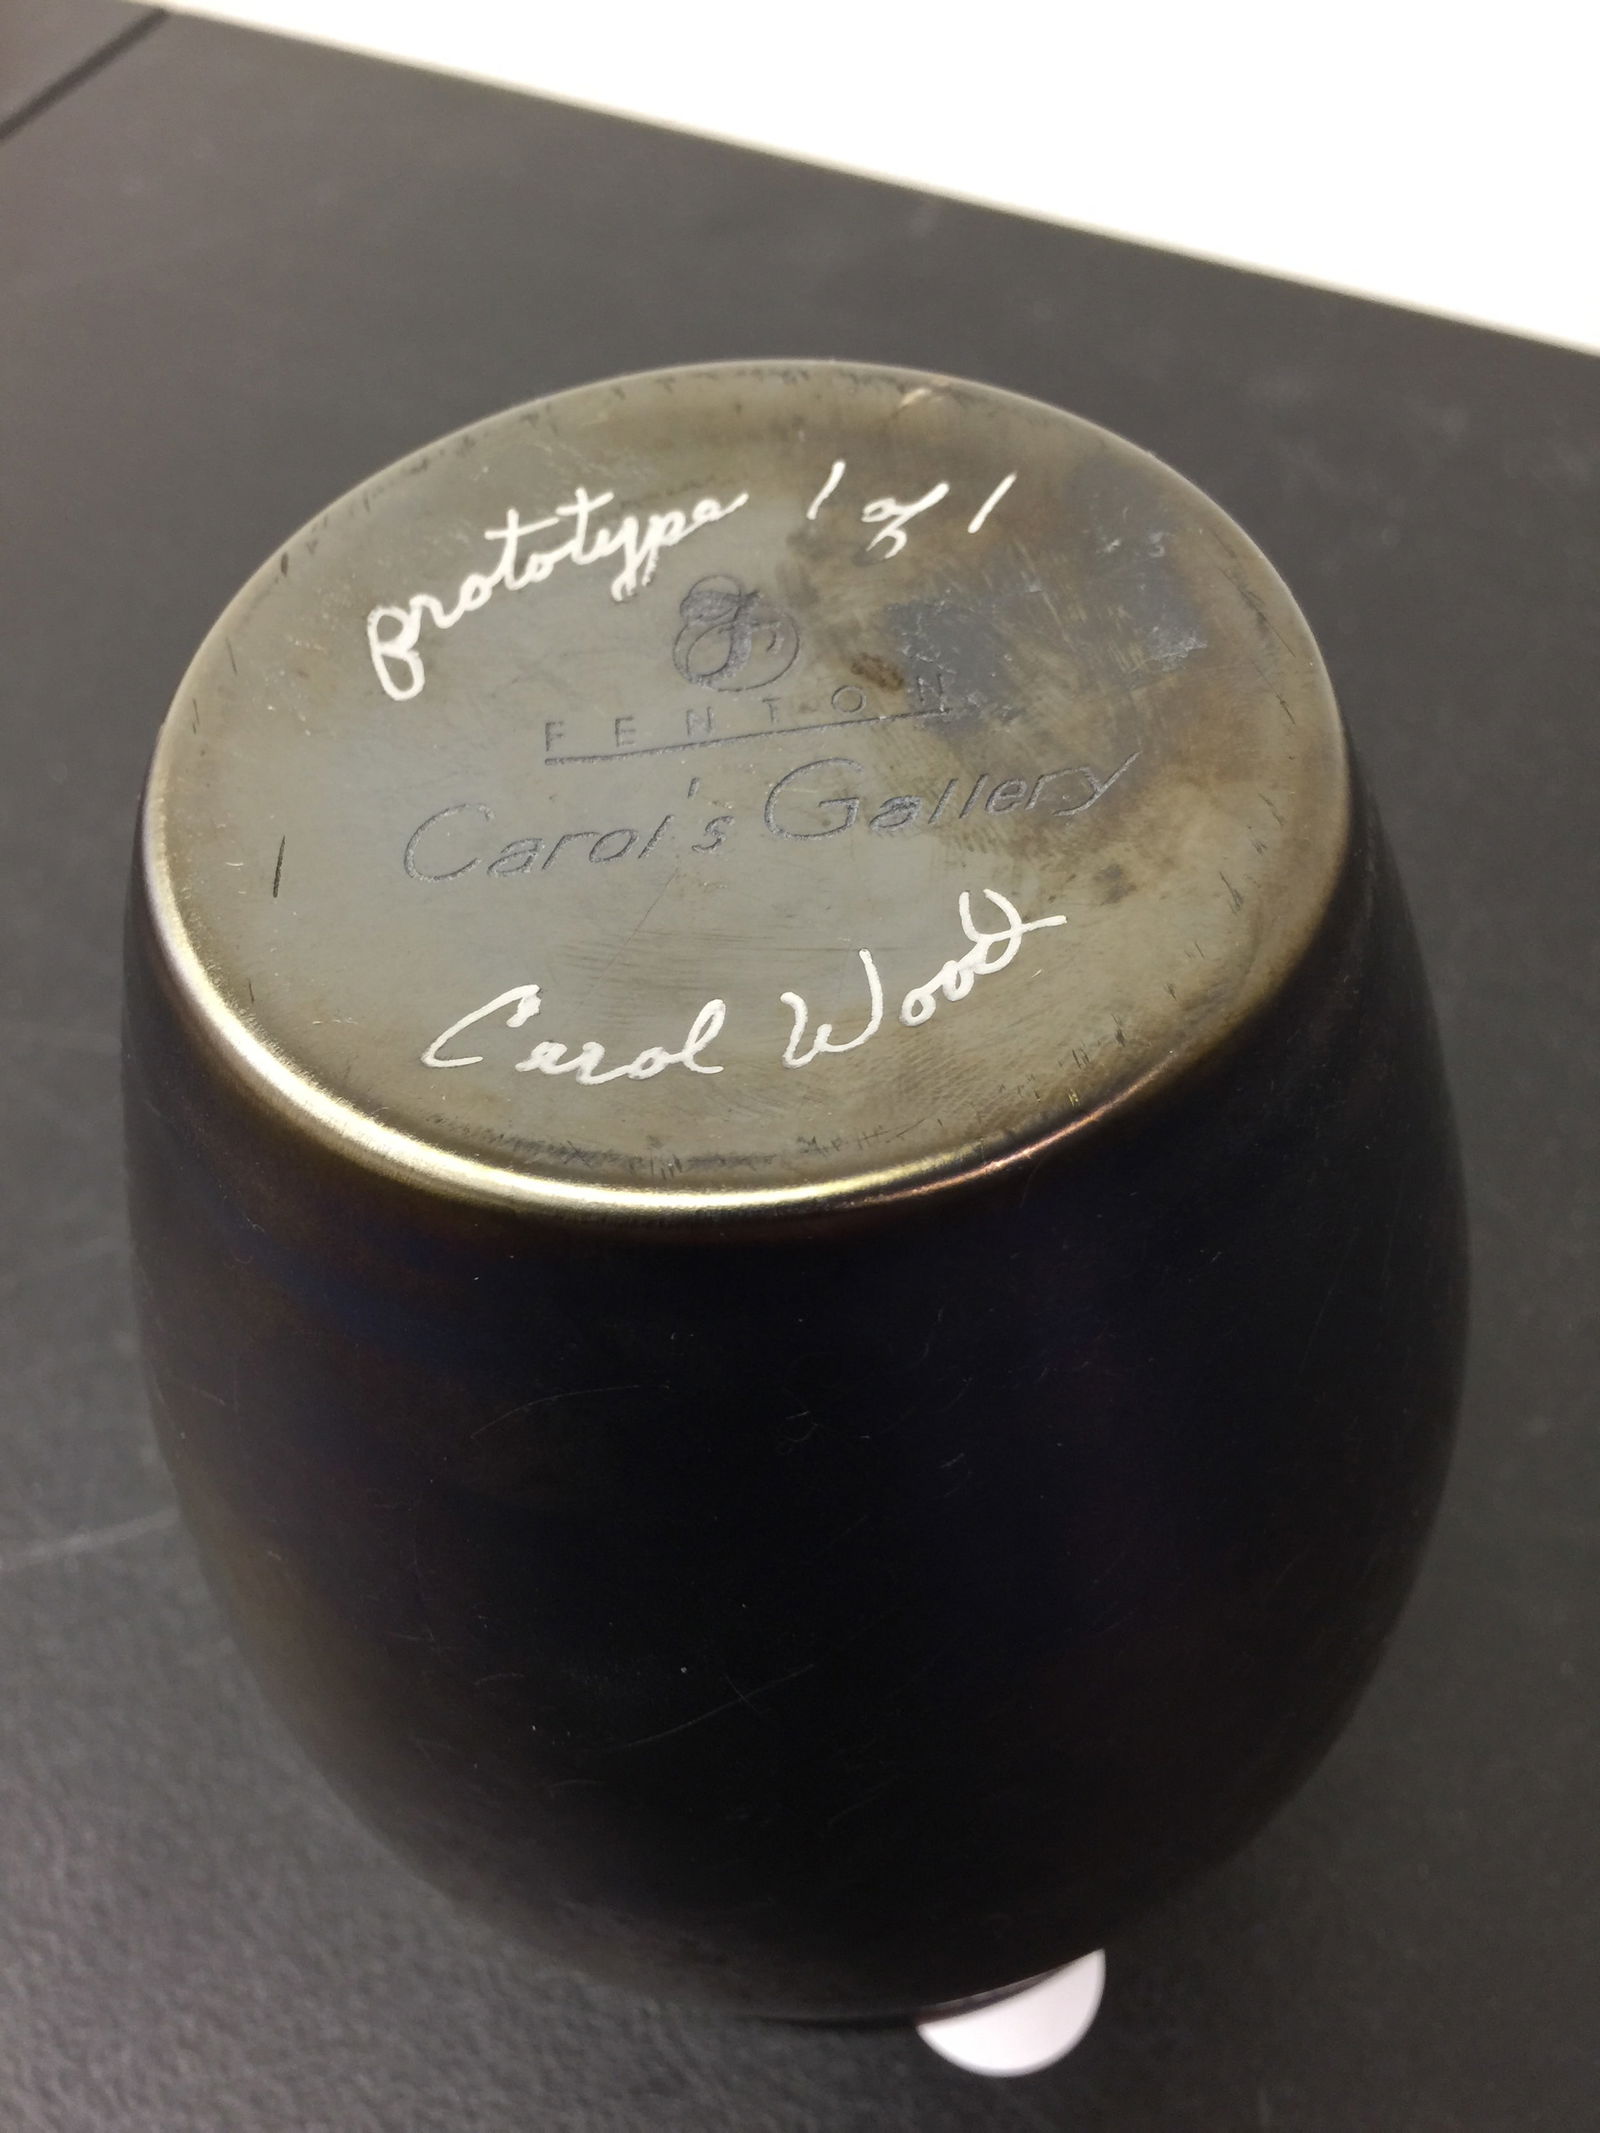 prototype 1 of 1
F
FENTON
Carol's Gallery
Carol Wood